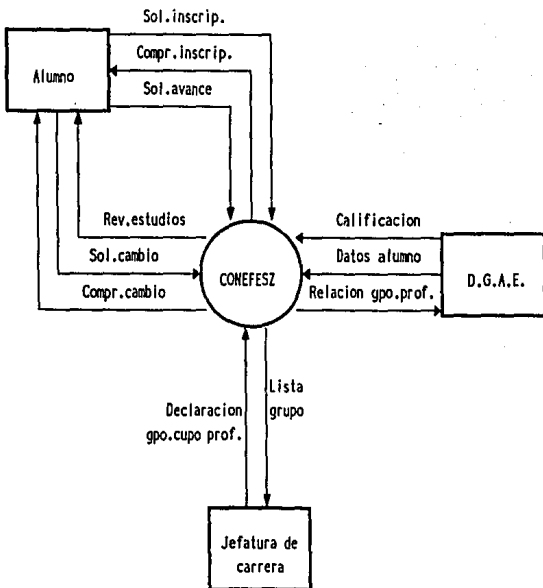 Sol.inscrip.
Compr.inscrip.
Alumno
Sol.avance
Rev.estudios
Calificacion
Sol.cambio
Datos alumno
CONEFESZ
D.G.A.E.
Compr.cambio
Relacion gpo.prof.
Lista
grupo
Declaracion
gpo.cupo prof.
Jefatura de
carrera